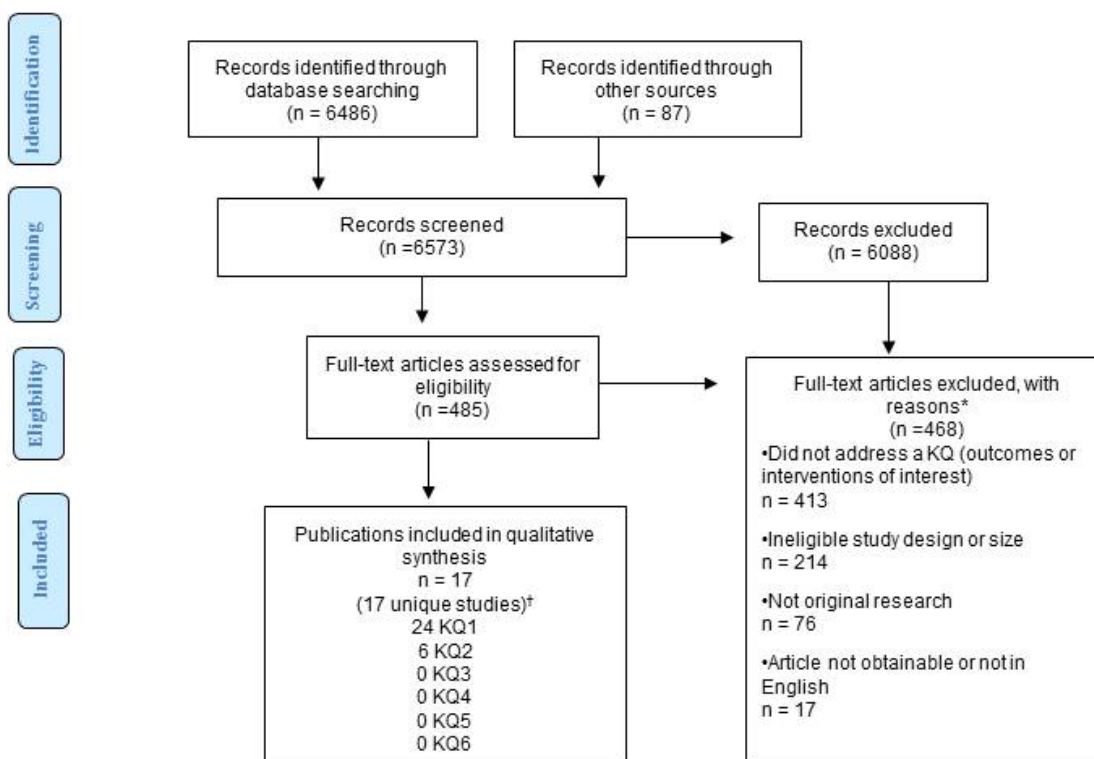 Identification
Records identified through
database searching
(n = 6486)
Records identified through
other sources
(n = 87)
Screening
Records screened
(n =6573)
Records excluded
(n = 6088)
Eligibility
Full-text articles assessed for
eligibility
(n =485)
Full-text articles excluded, with
reasons*
(n =468)
•Did not address a KQ (outcomes or
interventions of interest)
n = 413
•Ineligible study design or size
n = 214
•Not original research
n = 76
•Article not obtainable or not in
English
n = 17
Included
Publications included in qualitative
synthesis
n = 17
(17 unique studies)†
24 KQ1
6 KQ2
0 KQ3
0 KQ4
0 KQ5
0 KQ6